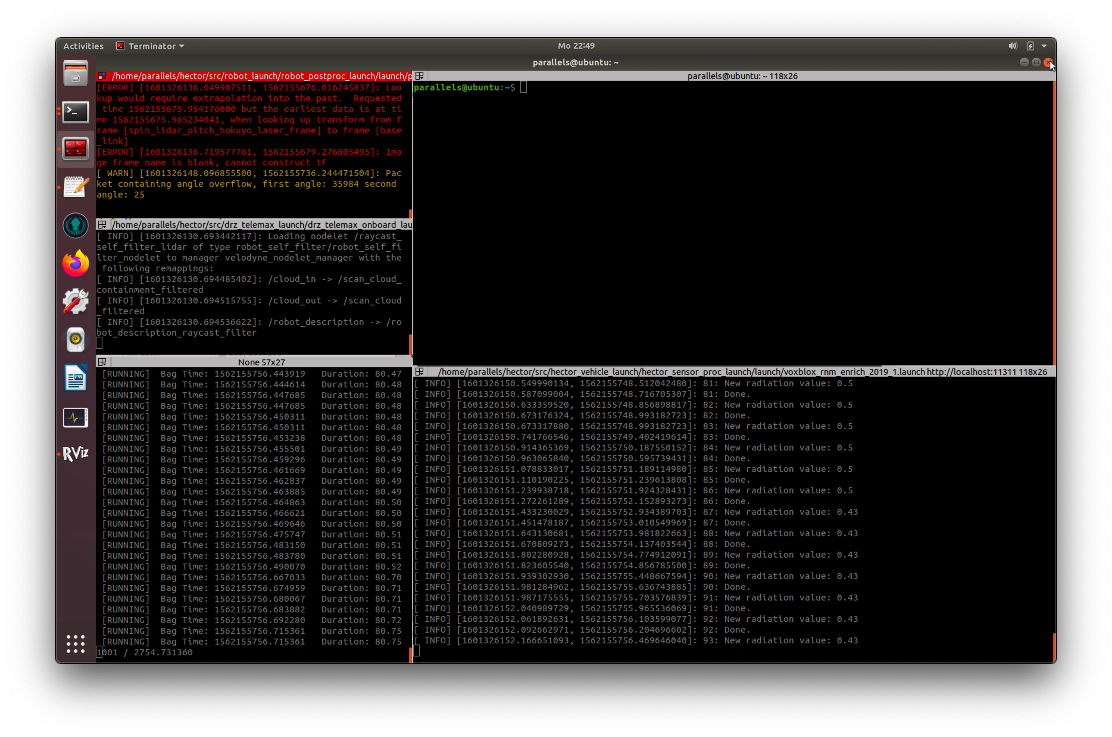 Activities
Terminator
Mo 22:49
parallels@ubuntu: ~
/home/parallels/hector/src/robot_launch/robot_postproc_launch/launch/p
[ERROR] [1601326136.049907511, 1562155676.016245837]: Loo
kup would require extrapolation into the past.  Requested
 time 1562155675.954176000 but the earliest data is at ti
me 1562155675.965234041, when looking up transform from f
rame [spin_lidar_pitch_hokuyo_laser_frame] to frame [base
_link]
[ERROR] [1601326136.719577761, 1562155679.276805495]: Ima
ge frame name is blank, cannot construct tf
[ WARN] [1601326148.096855500, 1562155736.244471504]: Pac
ket containing angle overflow, first angle: 35984 second
angle: 25
/home/parallels/hector/src/drz_telemax_launch/drz_telemax_onboard_lau
[ INFO] [1601326130.693442117]: Loading nodelet /raycast_
self_filter_lidar of type robot_self_filter/robot_self_fi
lter_nodelet to manager velodyne_nodelet_manager with the
 following remappings:
[ INFO] [1601326130.694485402]: /cloud_in -> /scan_cloud_
containment_filtered
[ INFO] [1601326130.694515755]: /cloud_out -> /scan_cloud
_filtered
[ INFO] [1601326130.694536622]: /robot_description -> /ro
bot_description_raycast_filter
None 57x27
[RUNNING]  Bag Time: 1562155756.443919   Duration: 80.47
[RUNNING]  Bag Time: 1562155756.444614   Duration: 80.48
[RUNNING]  Bag Time: 1562155756.447685   Duration: 80.48
[RUNNING]  Bag Time: 1562155756.447685   Duration: 80.48
[RUNNING]  Bag Time: 1562155756.450311   Duration: 80.48
[RUNNING]  Bag Time: 1562155756.450311   Duration: 80.48
[RUNNING]  Bag Time: 1562155756.453238   Duration: 80.48
[RUNNING]  Bag Time: 1562155756.455501   Duration: 80.49
[RUNNING]  Bag Time: 1562155756.459296   Duration: 80.49
[RUNNING]  Bag Time: 1562155756.461669   Duration: 80.49
[RUNNING]  Bag Time: 1562155756.462837   Duration: 80.49
[RUNNING]  Bag Time: 1562155756.463885   Duration: 80.49
[RUNNING]  Bag Time: 1562155756.464863   Duration: 80.50
[RUNNING]  Bag Time: 1562155756.466621   Duration: 80.50
[RUNNING]  Bag Time: 1562155756.469646   Duration: 80.50
[RUNNING]  Bag Time: 1562155756.475747   Duration: 80.51
[RUNNING]  Bag Time: 1562155756.483150   Duration: 80.51
[RUNNING]  Bag Time: 1562155756.483780   Duration: 80.51
[RUNNING]  Bag Time: 1562155756.490070   Duration: 80.52
[RUNNING]  Bag Time: 1562155756.667033   Duration: 80.70
[RUNNING]  Bag Time: 1562155756.674959   Duration: 80.71
[RUNNING]  Bag Time: 1562155756.680067   Duration: 80.71
[RUNNING]  Bag Time: 1562155756.683882   Duration: 80.71
[RUNNING]  Bag Time: 1562155756.692280   Duration: 80.72
[RUNNING]  Bag Time: 1562155756.715361   Duration: 80.75
[RUNNING]  Bag Time: 1562155756.715361   Duration: 80.75
1001 / 2754.731360
parallels@ubuntu: ~ 118x26
parallels@ubuntu:~$
/home/parallels/hector/src/hector_vehicle_launch/hector_sensor_proc_launch/launch/voxblox_rnm_enrich_2019_1.launch http://localhost:11311 118x26
[ INFO] [1601326150.549990134, 1562155748.512042480]: 81: New radiation value: 0.5
[ INFO] [1601326150.587099004, 1562155748.716705307]: 81: Done.
[ INFO] [1601326150.633359520, 1562155748.856898817]: 82: New radiation value: 0.5
[ INFO] [1601326150.673176324, 1562155748.993182723]: 82: Done.
[ INFO] [1601326150.673317880, 1562155748.993182723]: 83: New radiation value: 0.5
[ INFO] [1601326150.741766546, 1562155749.402419614]: 83: Done.
[ INFO] [1601326150.914365369, 1562155750.187550152]: 84: New radiation value: 0.5
[ INFO] [1601326150.963065840, 1562155750.595739431]: 84: Done.
[ INFO] [1601326151.078833017, 1562155751.189114980]: 85: New radiation value: 0.5
[ INFO] [1601326151.110190225, 1562155751.239613808]: 85: Done.
[ INFO] [1601326151.239938718, 1562155751.924328431]: 86: New radiation value: 0.5
[ INFO] [1601326151.272261289, 1562155752.152893273]: 86: Done.
[ INFO] [1601326151.433230029, 1562155752.934389703]: 87: New radiation value: 0.43
[ INFO] [1601326151.451478187, 1562155753.010549969]: 87: Done.
[ INFO] [1601326151.643130681, 1562155753.981822663]: 88: New radiation value: 0.43
[ INFO] [1601326151.670809273, 1562155754.137403544]: 88: Done.
[ INFO] [1601326151.802280928, 1562155754.774912091]: 89: New radiation value: 0.43
[ INFO] [1601326151.823605540, 1562155754.856785500]: 89: Done.
[ INFO] [1601326151.939302930, 1562155755.448667594]: 90: New radiation value: 0.43
[ INFO] [1601326151.981284962, 1562155755.636743885]: 90: Done.
[ INFO] [1601326151.987175555, 1562155755.703576839]: 91: New radiation value: 0.43
[ INFO] [1601326152.040989729, 1562155755.965536069]: 91: Done.
[ INFO] [1601326152.061892631, 1562155756.103599077]: 92: New radiation value: 0.43
[ INFO] [1601326152.092662971, 1562155756.204696602]: 92: Done.
[ INFO] [1601326152.166651093, 1562155756.469646040]: 93: New radiation value: 0.43
RViz